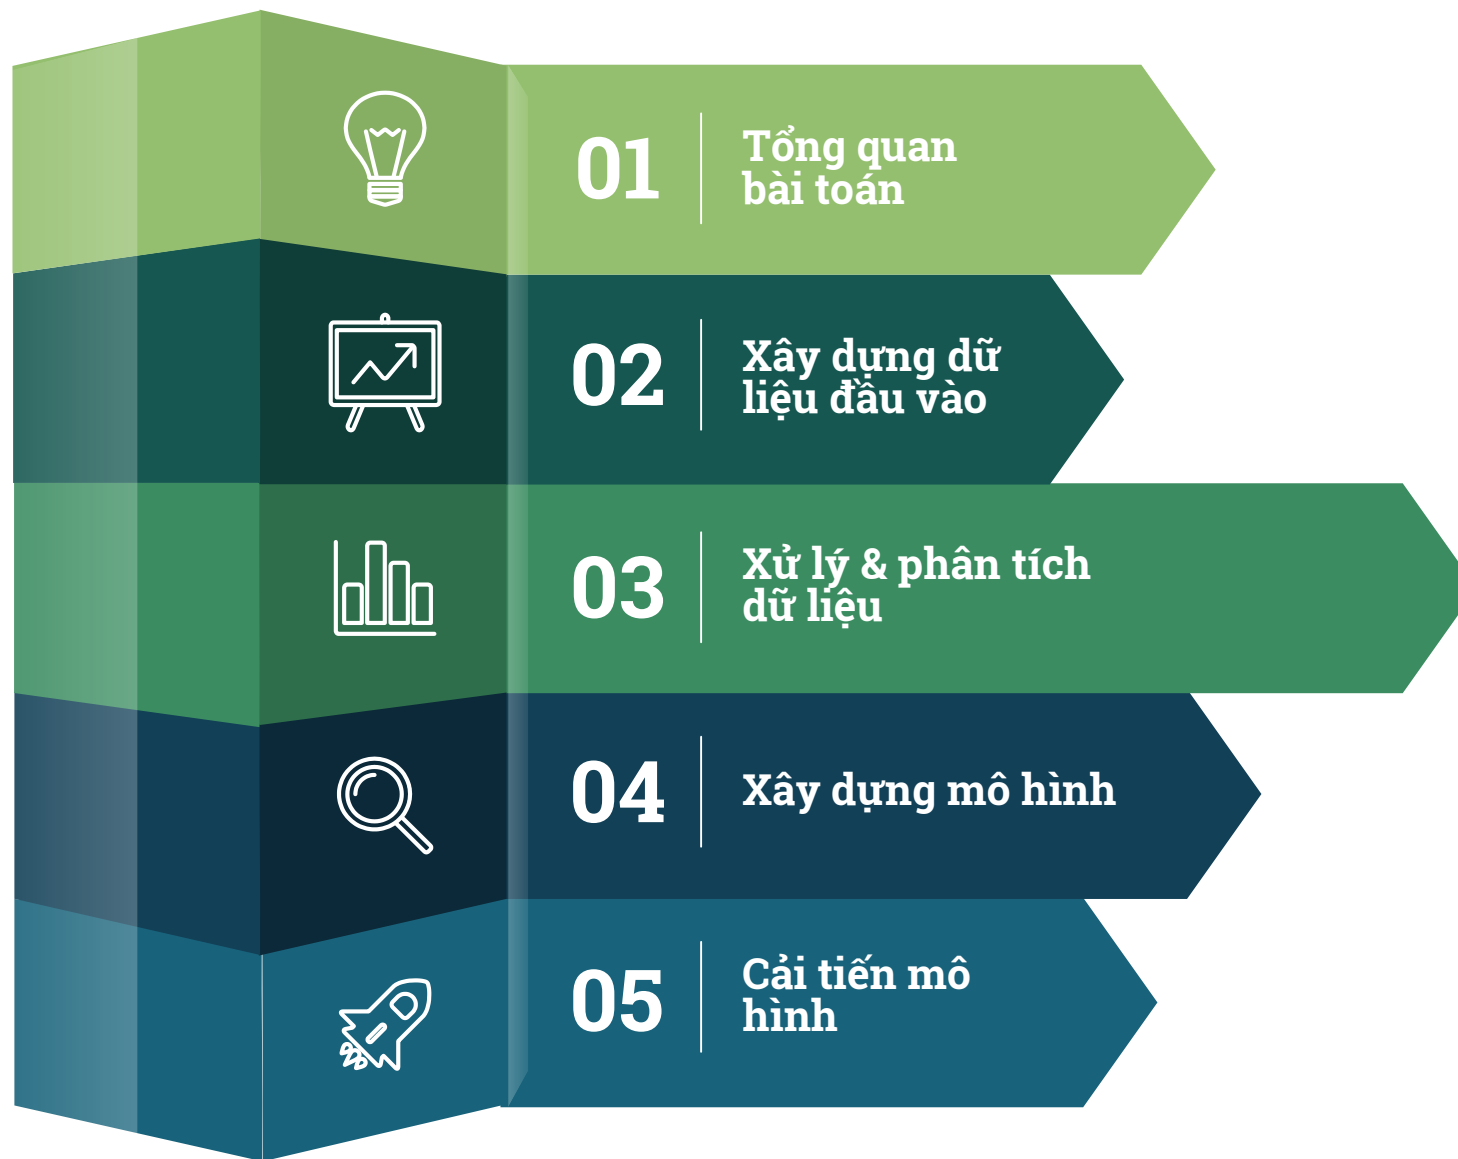 01
Tổng quan
bài toán
02
Xây dựng dữ
liệu đầu vào
03
Xử lý & phân tích
dữ liệu
04
Xây dựng mô hình
05
Cải tiến mô
hình